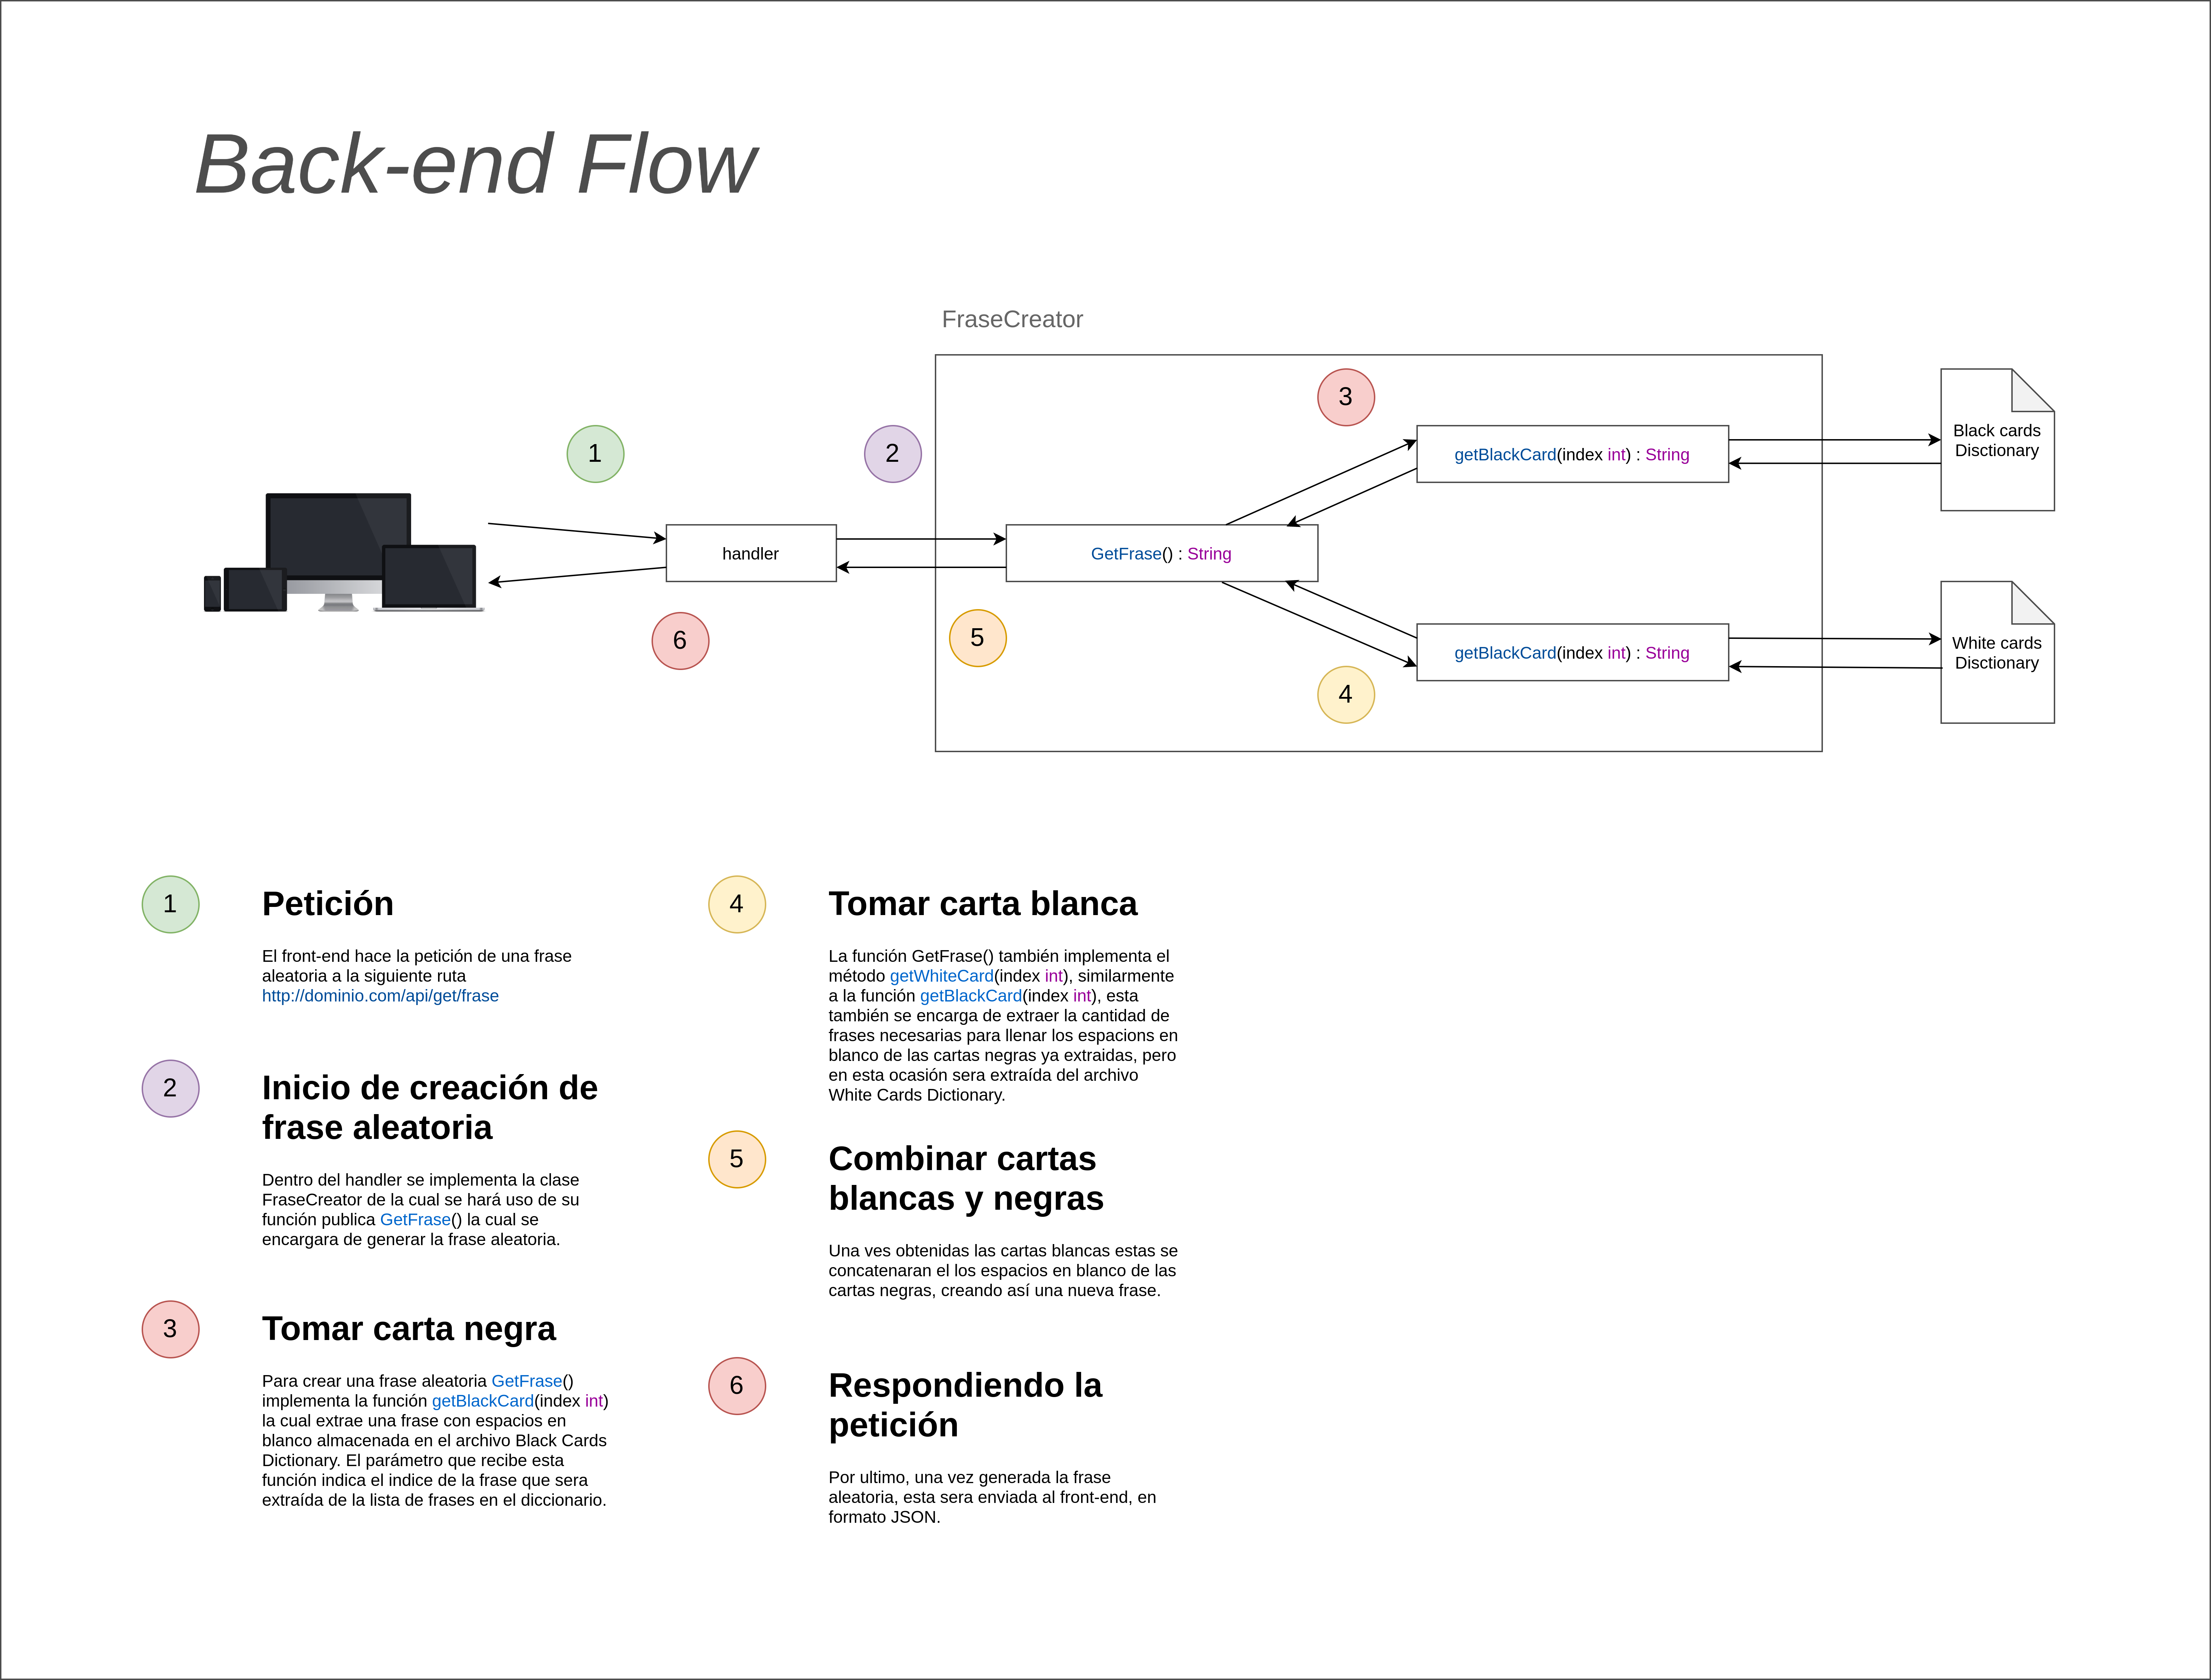 Back-end Flow
FraseCreator
3
1
2
getBlackCard(index int) : String
Black cards
Disctionary
handler
GetFrase() : String
6
5
getBlackCard(index int) : String
White cards
Disctionary
4
1
Petición
El front-end hace la petición de una frase
aleatoria a la siguiente ruta
http://dominio.com/api/get/frase
2
Inicio de creación de
frase aleatoria
Dentro del handler se implementa la clase
FraseCreator de la cual se hará uso de su
función publica GetFrase() la cual se
encargara de generar la frase aleatoria.
3
Tomar carta negra
Para crear una frase aleatoria GetFrase()
implementa la función getBlackCard(index int)
la cual extrae una frase con espacios en
blanco almacenada en el archivo Black Cards
Dictionary. El parámetro que recibe esta
función indica el indice de la frase que sera
extraída de la lista de frases en el diccionario.
4
Tomar carta blanca
La función GetFrase() también implementa el
método getWhiteCard(index int), similarmente
a la función getBlackCard(index int), esta
también se encarga de extraer la cantidad de
frases necesarias para llenar los espacions en
blanco de las cartas negras ya extraidas, pero
en esta ocasión sera extraída del archivo
White Cards Dictionary.
5
Combinar cartas
blancas y negras
Una ves obtenidas las cartas blancas estas se
concatenaran el los espacios en blanco de las
cartas negras, creando así una nueva frase.
6
Respondiendo la
petición
Por ultimo, una vez generada la frase
aleatoria, esta sera enviada al front-end, en
formato JSON.